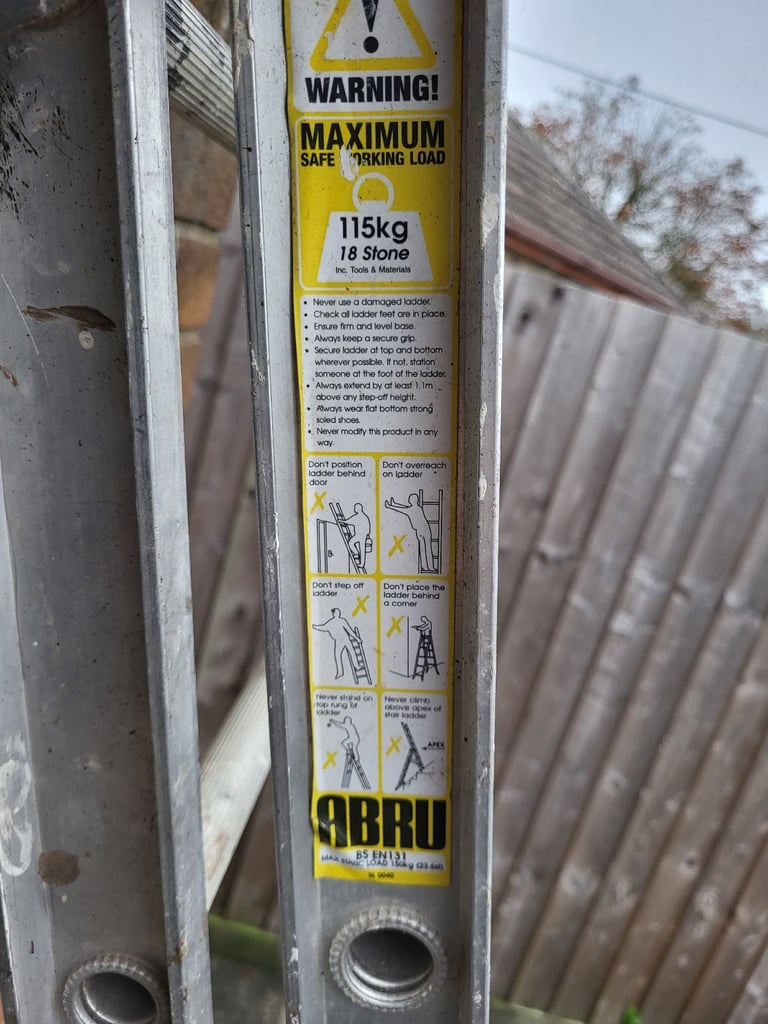 WARNING!
MAXIMUM
SAFE WORKING LOAD
115kg
18 Stone
Inc. Tools & Materials
• Never use a damaged ladder.
• Check all ladder feet are in place.
• Ensure firm and level base.
• Always keep a secure grip.
• Secure ladder at top and bottom
wherever possible. If not, station
someone at the foot of the ladder.
• Always extend by at least 1.1m
above any step-off height.
• Always wear flat bottom strong
soled shoes.
• Never modify this product in any
way.
Don't position
ladder behind
door
Don't overreach
on ladder
Don't step off
ladder
Don't place the
ladder behind
a corner
Never stand on
top rung of
ladder
Never climb
above apex of
stair ladder
APEX
ABRU
BS EN131
MAX STATIC LOAD 150kg (23.6st)